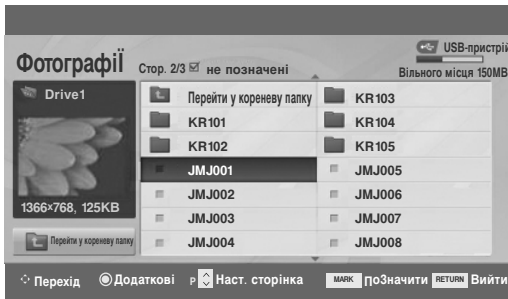 ФотографіЇ
Стор. 2/3 не позначені
USB-пристрій
Вільного місця 150MB
Drive1
1366×768, 125KB
Перейти у кореневу папку
Перейти у кореневу папку
KR101
KR102
JMJ001
JMJ002
JMJ003
JMJ004
KR103
KR104
KR105
JMJ005
JMJ006
JMJ007
JMJ008
Перехід Додаткові P Наст. сторінка MARK ПоЗначити RETURN Вийти